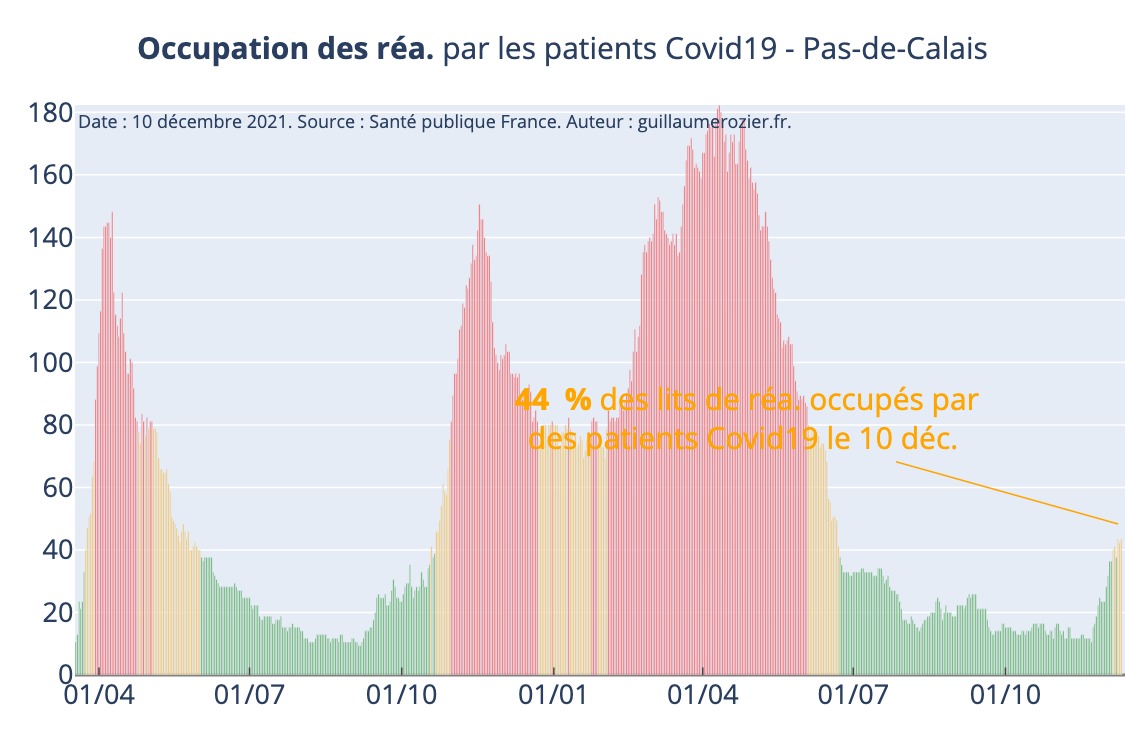 Occupation des réa. par les patients Covid19 - Pas-de-Calais
180
Date : 10 décembre 2021. Source : Santé publique France. Auteur : guillaumerozier.fr.
160
140
120
100
44 % des lits de réa. occupés par
80
des patients Covid19 le 10 déc.
60
40
20
0
01/04 01/07 01/10 01/01 01/04 01/07 01/10